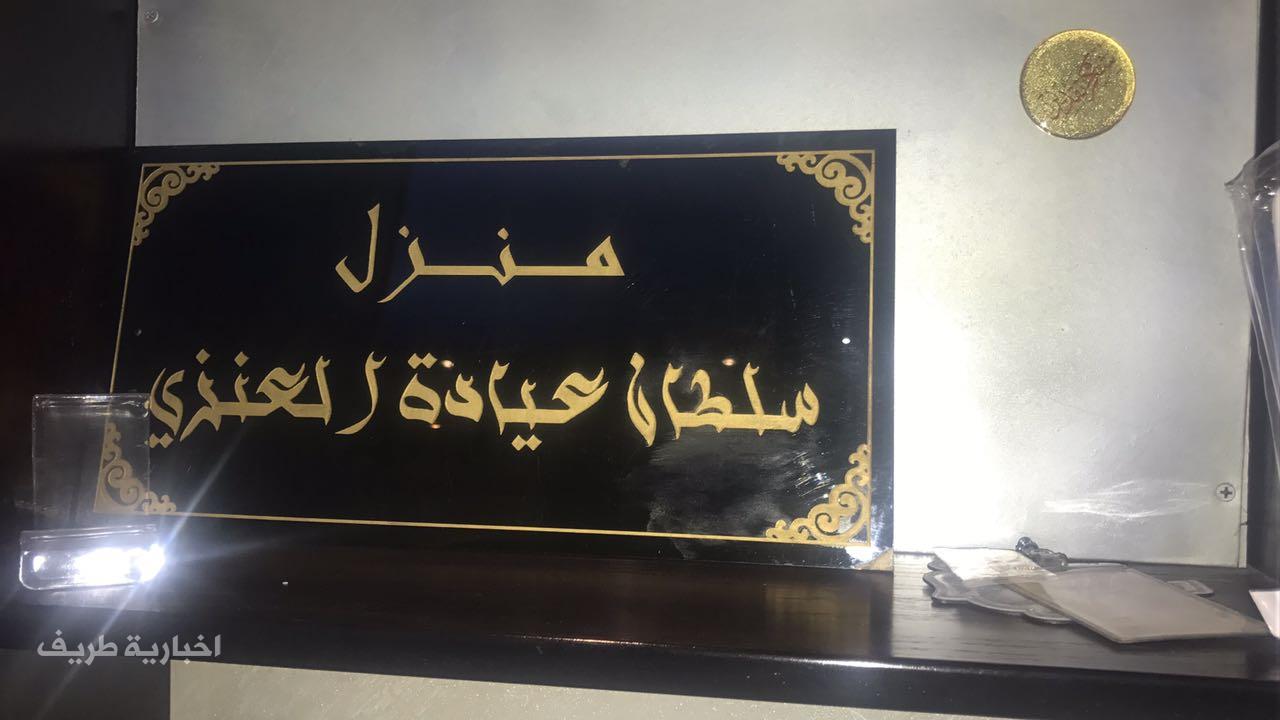 منزل
سلطان عيادة العنزي
اخبارية طريف